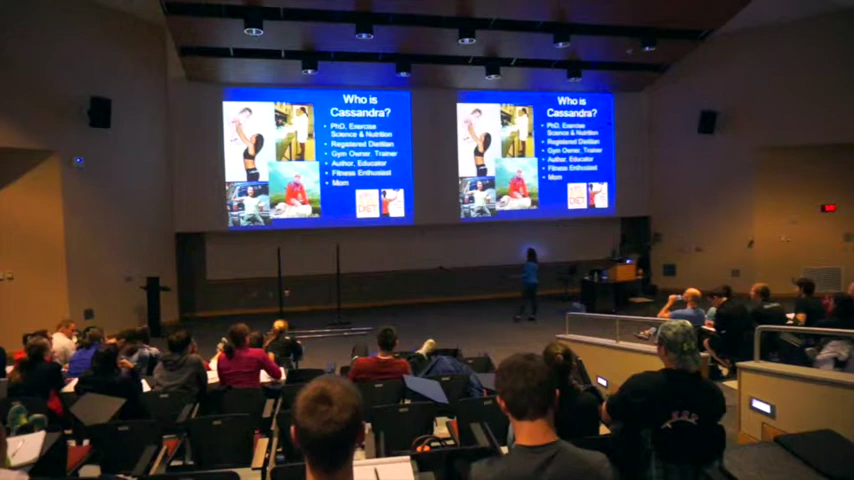 Who is
Cassandra?
• PhD, Exercise
Science & Nutrition
• Registered Dietitian
• Gym Owner, Trainer
• Author, Educator
• Fitness Enthusiast
• Mom
Who is
Cassandra?
• PhD, Exercise
Science & Nutrition
• Registered Dietitian
• Gym Owner, Trainer
• Author, Educator
• Fitness Enthusiast
• Mom